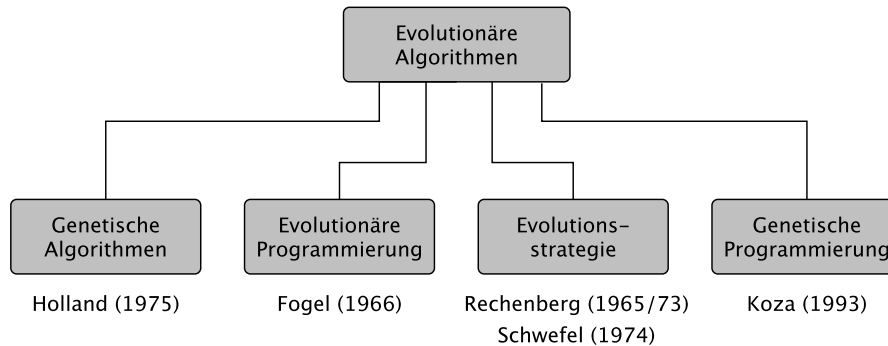 Evolutionäre
Algorithmen
Genetische
Algorithmen
Evolutionäre
Programmierung
Evolutions-
strategie
Genetische
Programmierung
Holland (1975)
Fogel (1966)
Rechenberg (1965/73)
Schwefel (1974)
Koza (1993)